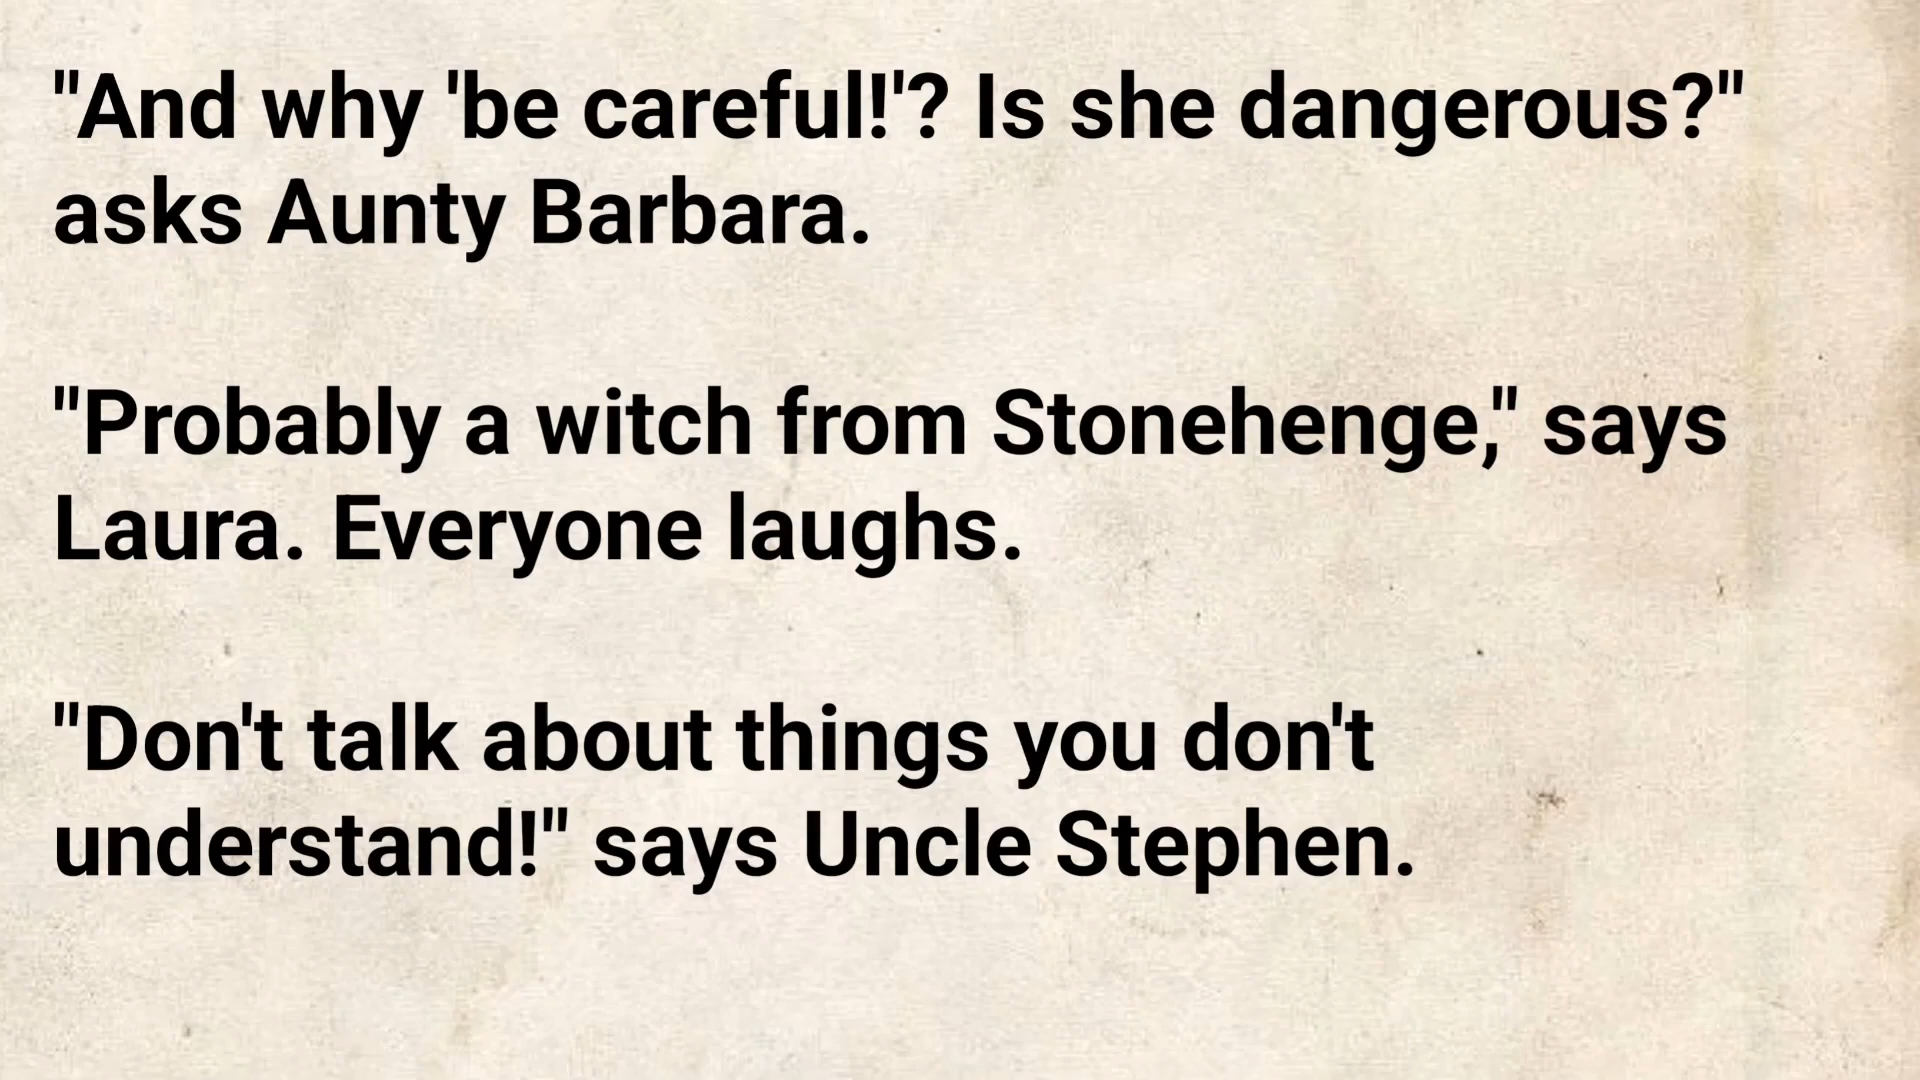 "And why 'be careful!'? Is she dangerous?"
asks Aunty Barbara.
"Probably a witch from Stonehenge," says
Laura. Everyone laughs.
"Don't talk about things you don't
understand!" says Uncle Stephen.